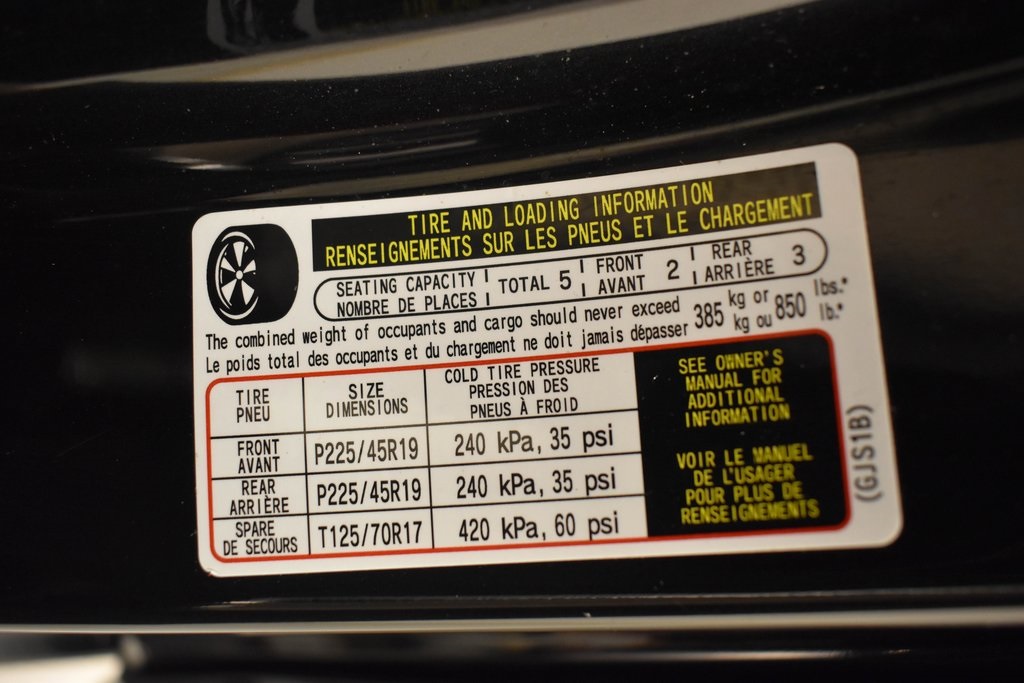 TIRE AND LOADING INFORMATION
RENSEIGNEMENTS SUR LES PNEUS ET LE CHARGEMENT
SEATING CAPACITY TOTAL 5 FRONT 2 REAR 3
NOMBRE DE PLACES AVANT ARRIÈRE
The combined weight of occupants and cargo should never exceed 385 kg or 850 lbs.*
Le poids total des occupants et du chargement ne doit jamais dépasser kg ou lb.*
TIRE
PNEU
SIZE
DIMENSIONS
COLD TIRE PRESSURE
PRESSION DES
PNEUS À FROID
FRONT
AVANT
P225/45R19
240 kPa, 35 psi
REAR
ARRIÈRE
P225/45R19
240 kPa, 35 psi
SPARE
DE SECOURS
T125/70R17
420 kPa, 60 psi
SEE OWNER'S
MANUAL FOR
ADDITIONAL
INFORMATION
VOIR LE MANUEL
DE L'USAGER
POUR PLUS DE
RENSEIGNEMENTS
(GJS1B)